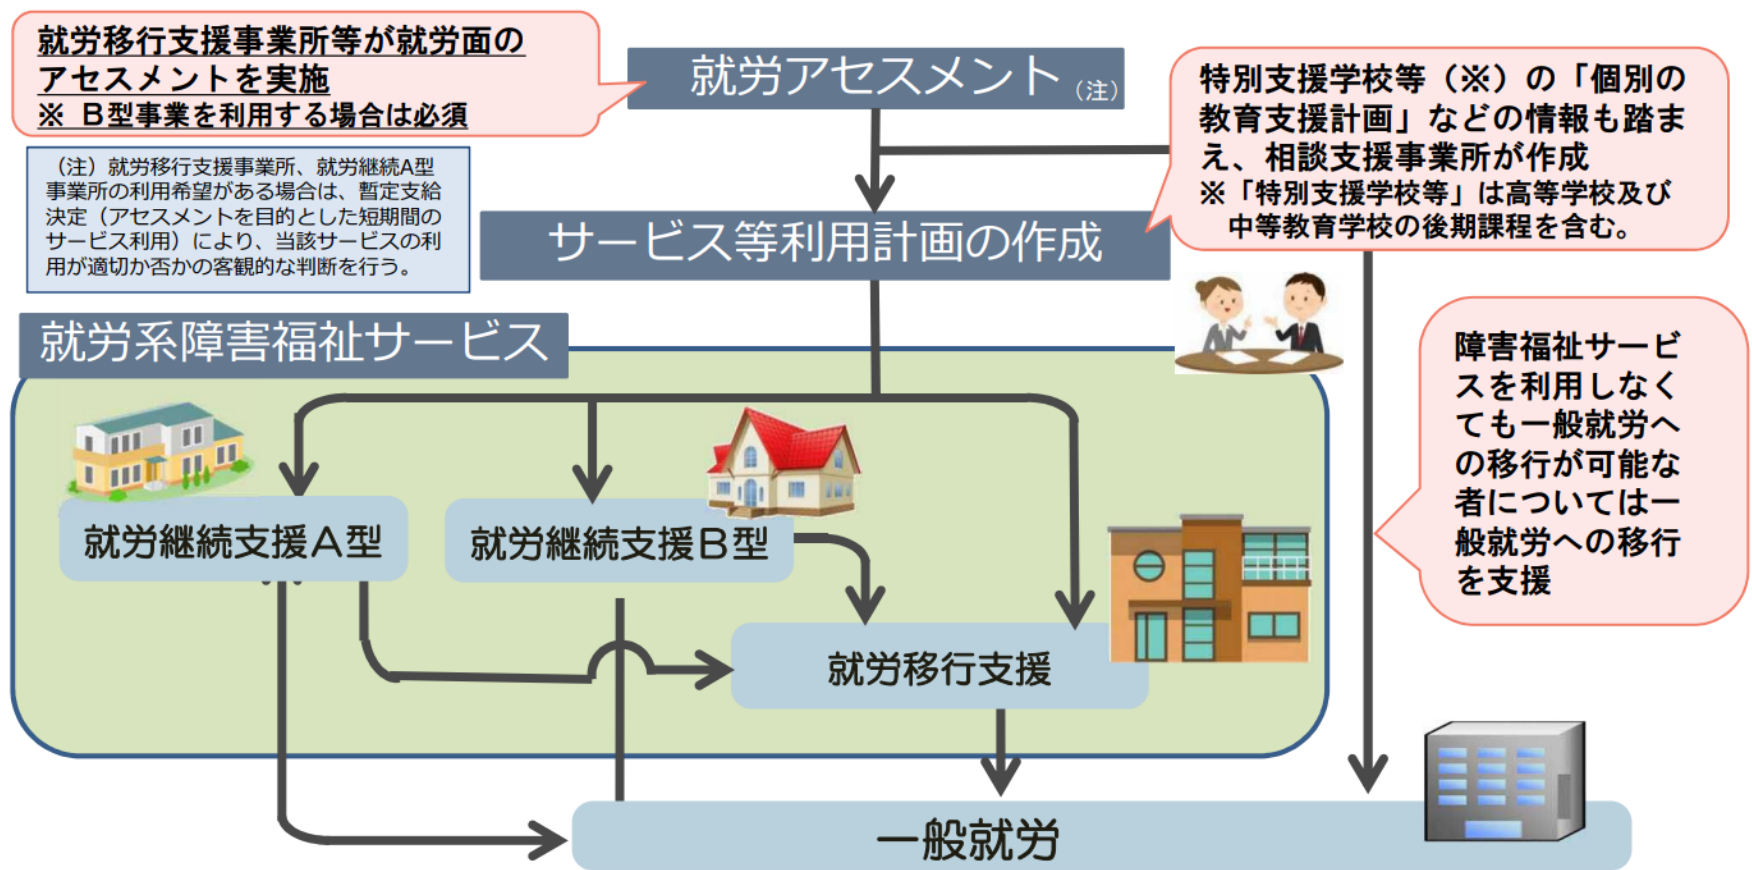 就労移行支援事業所等が就労面の
アセスメントを実施
※ B型事業を利用する場合は必須
就労アセスメント（注）
特別支援学校等（※）の「個別の
教育支援計画」などの情報も踏ま
え、相談支援事業所が作成
※「特別支援学校等」は高等学校及び
中等教育学校の後期課程を含む。
（注）就労移行支援事業所、就労継続A型
事業所の利用希望がある場合は、暫定支給
決定（アセスメントを目的とした短期間の
サービス利用）により、当該サービスの利
用が適切か否かの客観的な判断を行う。
サービス等利用計画の作成
就労系障害福祉サービス
障害福祉サービ
スを利用しなく
ても一般就労へ
の移行が可能な
者については一
般就労への移行
を支援
就労継続支援A型
就労継続支援B型
就労移行支援
一般就労